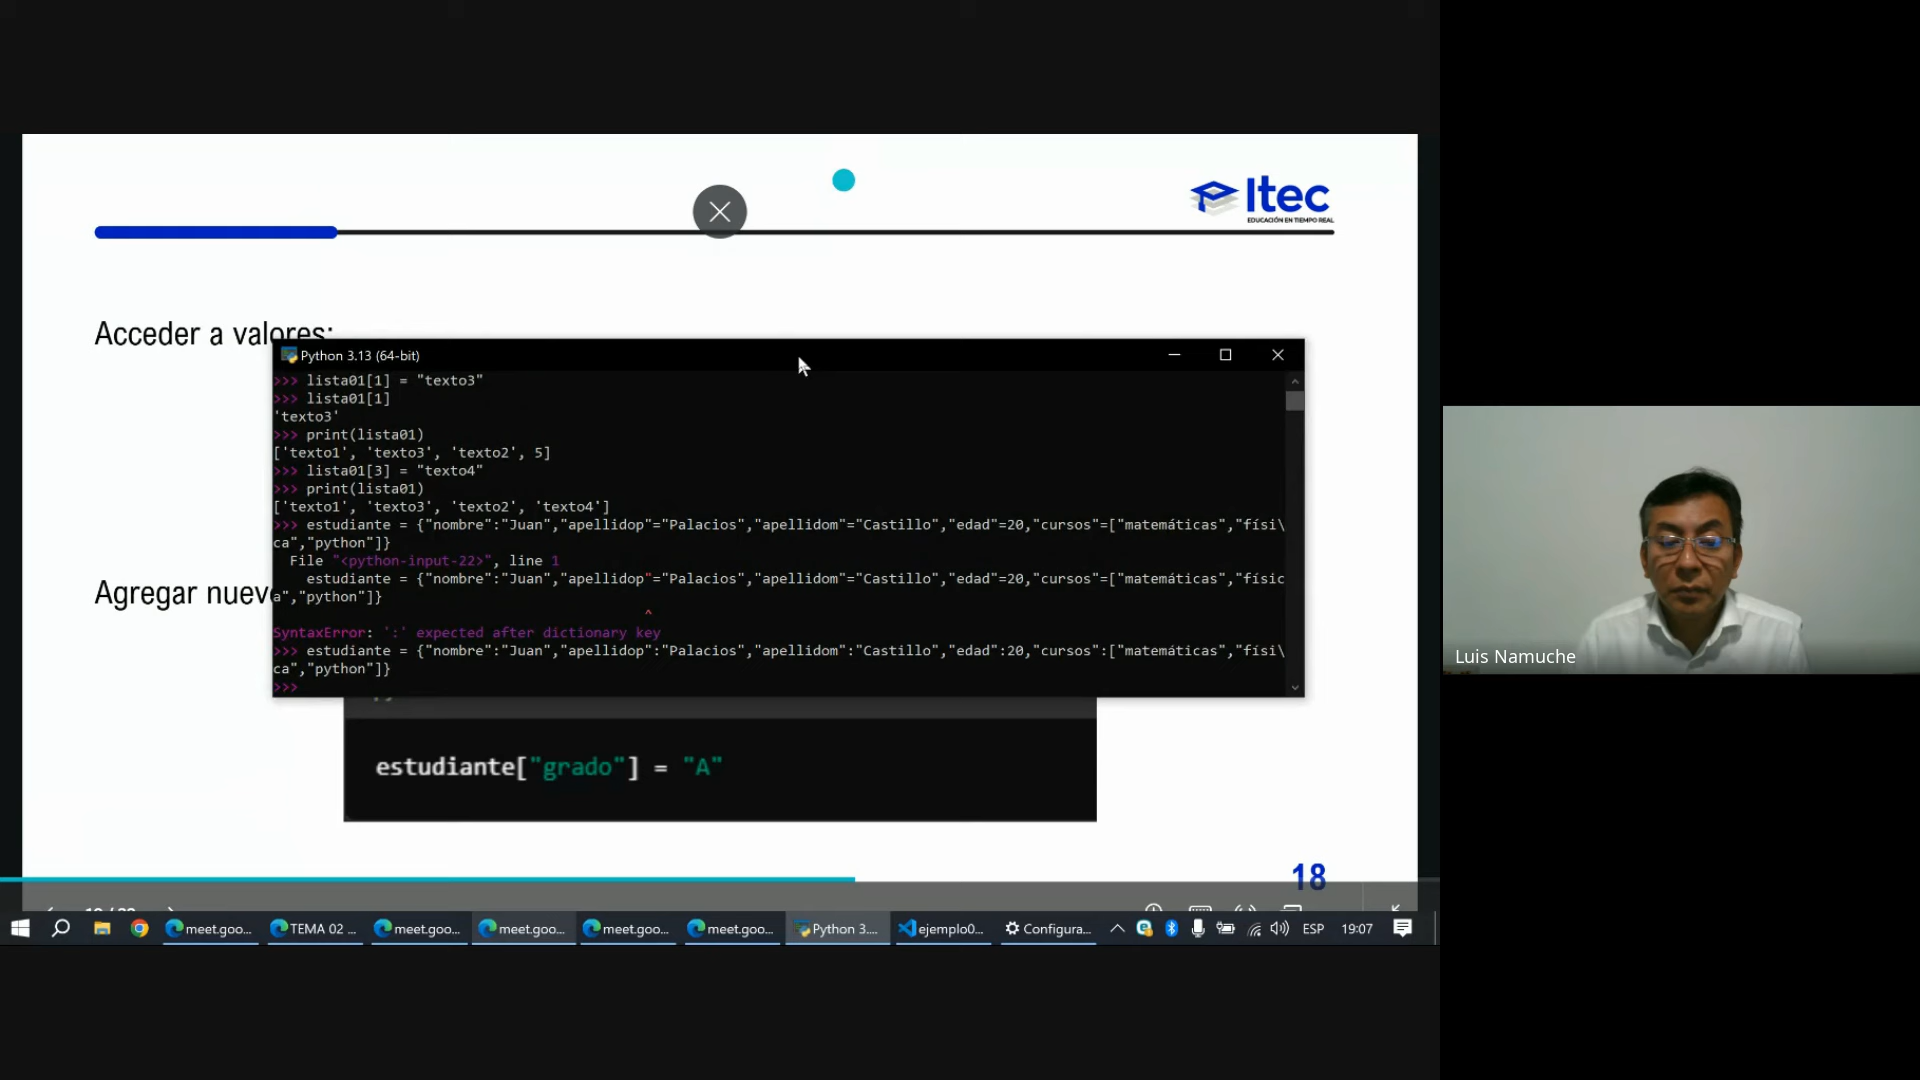 Itec
EDUCACIÓN EN TIEMPO REAL
Acceder a valores:
Python 3.13 (64-bit)
>>> lista01[1] = "texto3"
>>> lista01[1]
'texto3'
>>> print(lista01)
['texto1', 'texto3', 'texto2', 5]
>>> lista01[3] = "texto4"
>>> print(lista01)
['texto1', 'texto3', 'texto2', 'texto4']
>>> estudiante = {"nombre":"Juan","apellidop"="Palacios","apellidom"="Castillo","edad"=20,"cursos"=["matemáticas","físi\
ca","python"]}
File "<python-input-22>", line 1
estudiante = {"nombre":"Juan","apellidop"="Palacios","apellidom"="Castillo","edad"=20,"cursos"=["matemáticas","físic
a","python"]}
^
SyntaxError: ':' expected after dictionary key
>>> estudiante = {"nombre":"Juan","apellidop":"Palacios","apellidom":"Castillo","edad":20,"cursos":["matemáticas","físi\
ca","python"]}
>>>
Agregar nuev
estudiante["grado"] = "A"
18
Luis Namuche
meet.goo...
TEMA 02 ...
meet.goo...
meet.goo...
meet.goo...
meet.goo...
Python 3....
ejemplo0...
Configura...
ESP
19:07